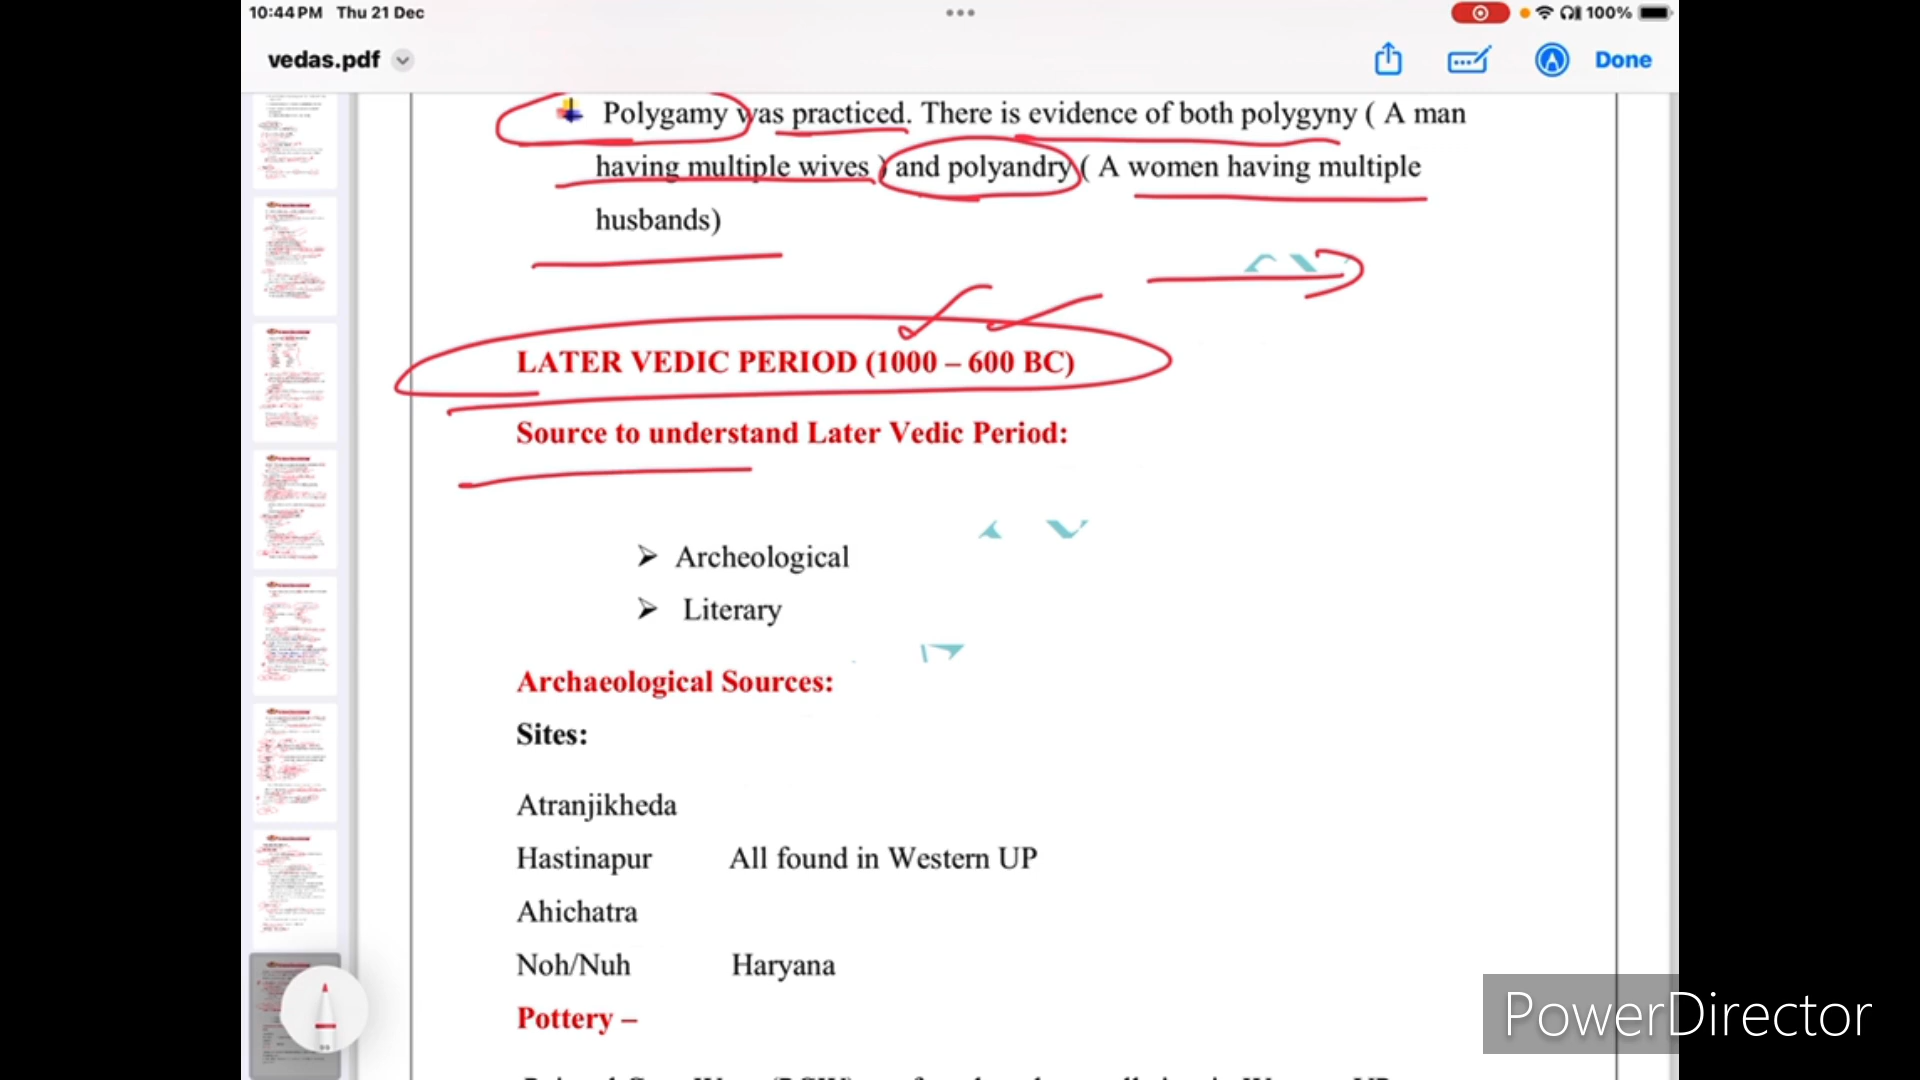 10:44 PM Thu 21 Dec
100%
vedas.pdf
Done
Polygamy was practiced. There is evidence of both polygyny ( A man
having multiple wives ) and polyandry ( A women having multiple
husbands)
LATER VEDIC PERIOD (1000 – 600 BC)
Source to understand Later Vedic Period:
➢ Archeological
➢ Literary
Archaeological Sources:
Sites:
Atranjikheda
Hastinapur All found in Western UP
Ahichatra
Noh/Nuh Haryana
Pottery –
PowerDirector